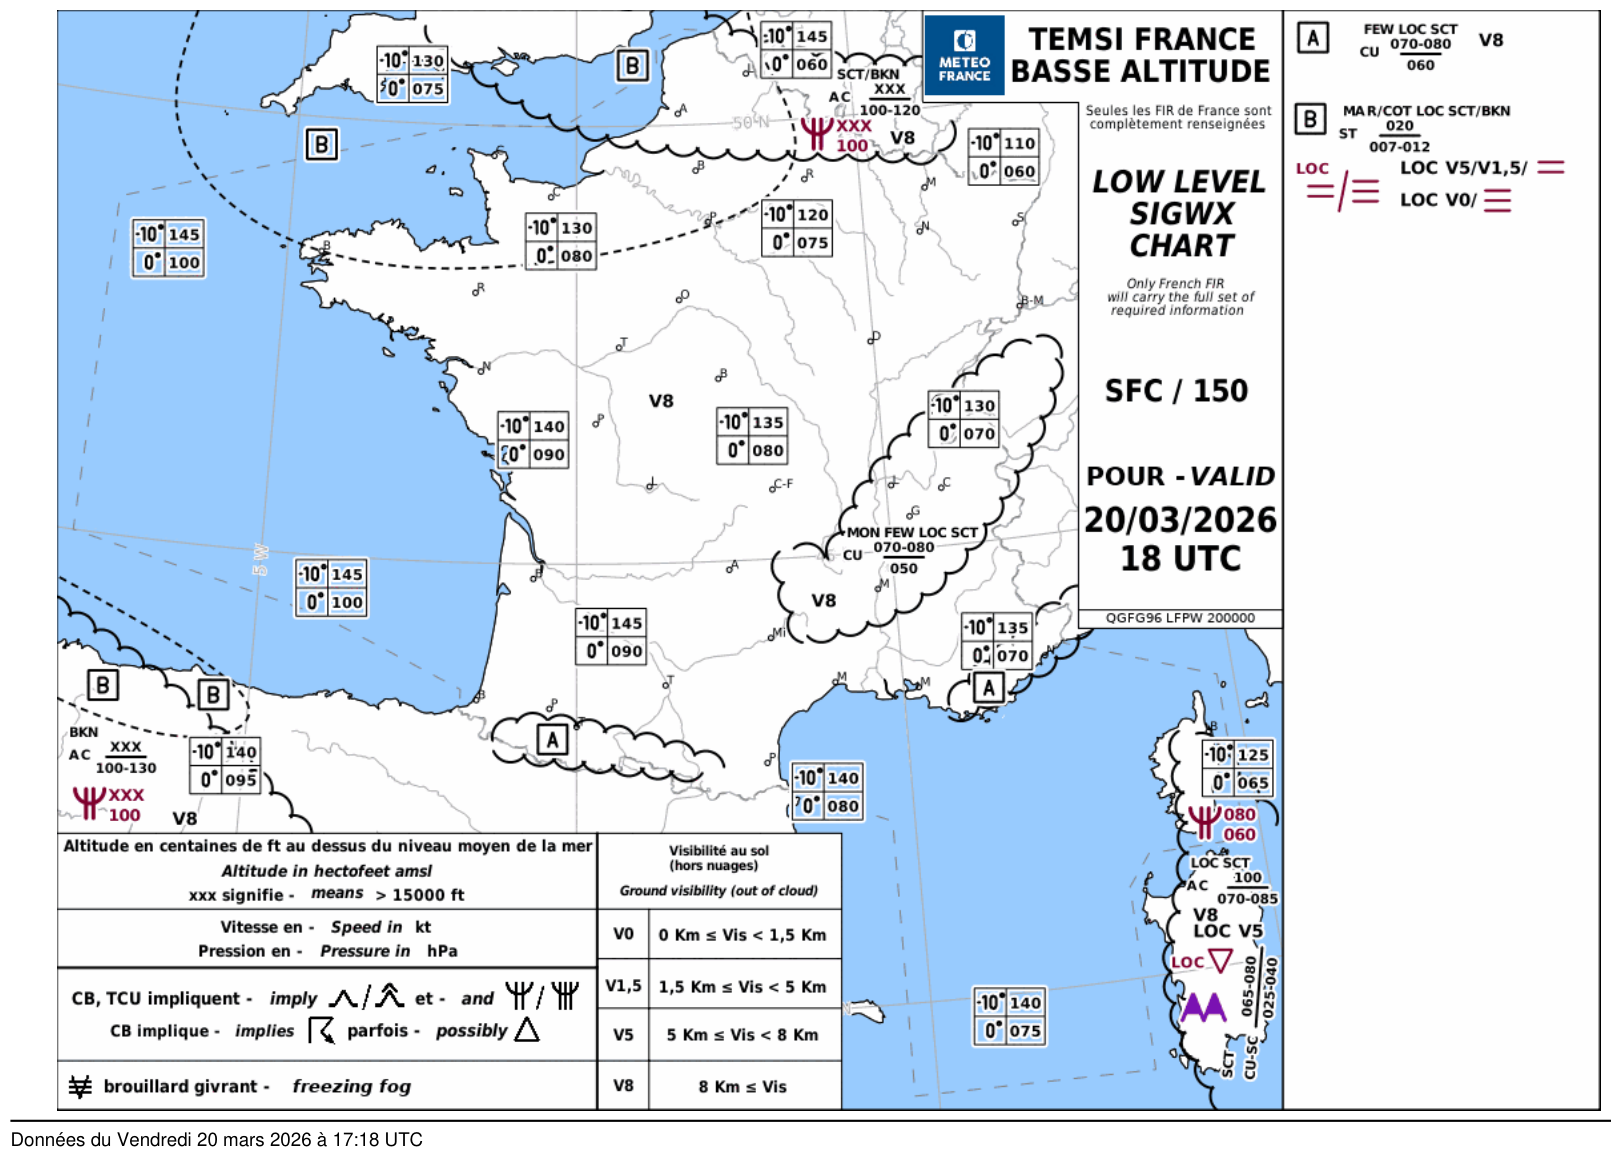 TEMSI FRANCE
BASSE ALTITUDE
METEO
FRANCE
Seules les FIR de France sont
complètement renseignées
LOW LEVEL
SIGWX
CHART
Only French FIR
will carry the full set of
required information
SFC / 150
POUR - VALID
20/03/2026
18 UTC
QGFG96 LFPW 200000
A
FEW LOC SCT
CU 070-080 V8
060
B
MAR/COT LOC SCT/BKN
ST 020
007-012
LOC
LOC V5/V1,5/
LOC V0/
-10° 130
0° 075
B
-10° 145
0° 060
SCT/BKN
AC XXX
100-120
XXX
100
V8
50°N
B
-10° 110
0° 060
-10° 145
0° 100
-10° 130
0° 080
-10° 120
0° 075
A
C
B
R
M
C
P
N
S
B
R
O
B-M
T
D
N
B
V8
P
-10° 140
0° 090
-10° 135
0° 080
-10° 130
0° 070
L
C-F
L
C
G
MON FEW LOC SCT
CU 070-080
050
V8
M
5 W
-10° 145
0° 100
B
A
-10° 145
0° 090
Mi
-10° 135
0° 070
N
A
M
M
B
B
BKN
AC XXX
100-130
XXX
100
V8
-10° 140
0° 095
B
P
T
T
A
P
-10° 140
0° 080
B
-10° 125
0° 065
080
060
LOC SCT
AC 100
070-085
V8
LOC V5
LOC
SCT
CU-SC
065-080
025-040
-10° 140
0° 075
Altitude en centaines de ft au dessus du niveau moyen de la mer
Altitude in hectofeet amsl
xxx signifie - means > 15000 ft
Vitesse en - Speed in kt
Pression en - Pressure in hPa
CB, TCU impliquent - imply / et - and /
CB implique - implies parfois - possibly
brouillard givrant - freezing fog
Visibilité au sol
(hors nuages)
Ground visibility (out of cloud)
V0 0 Km ≤ Vis < 1,5 Km
V1,5 1,5 Km ≤ Vis < 5 Km
V5 5 Km ≤ Vis < 8 Km
V8 8 Km ≤ Vis
Données du Vendredi 20 mars 2026 à 17:18 UTC